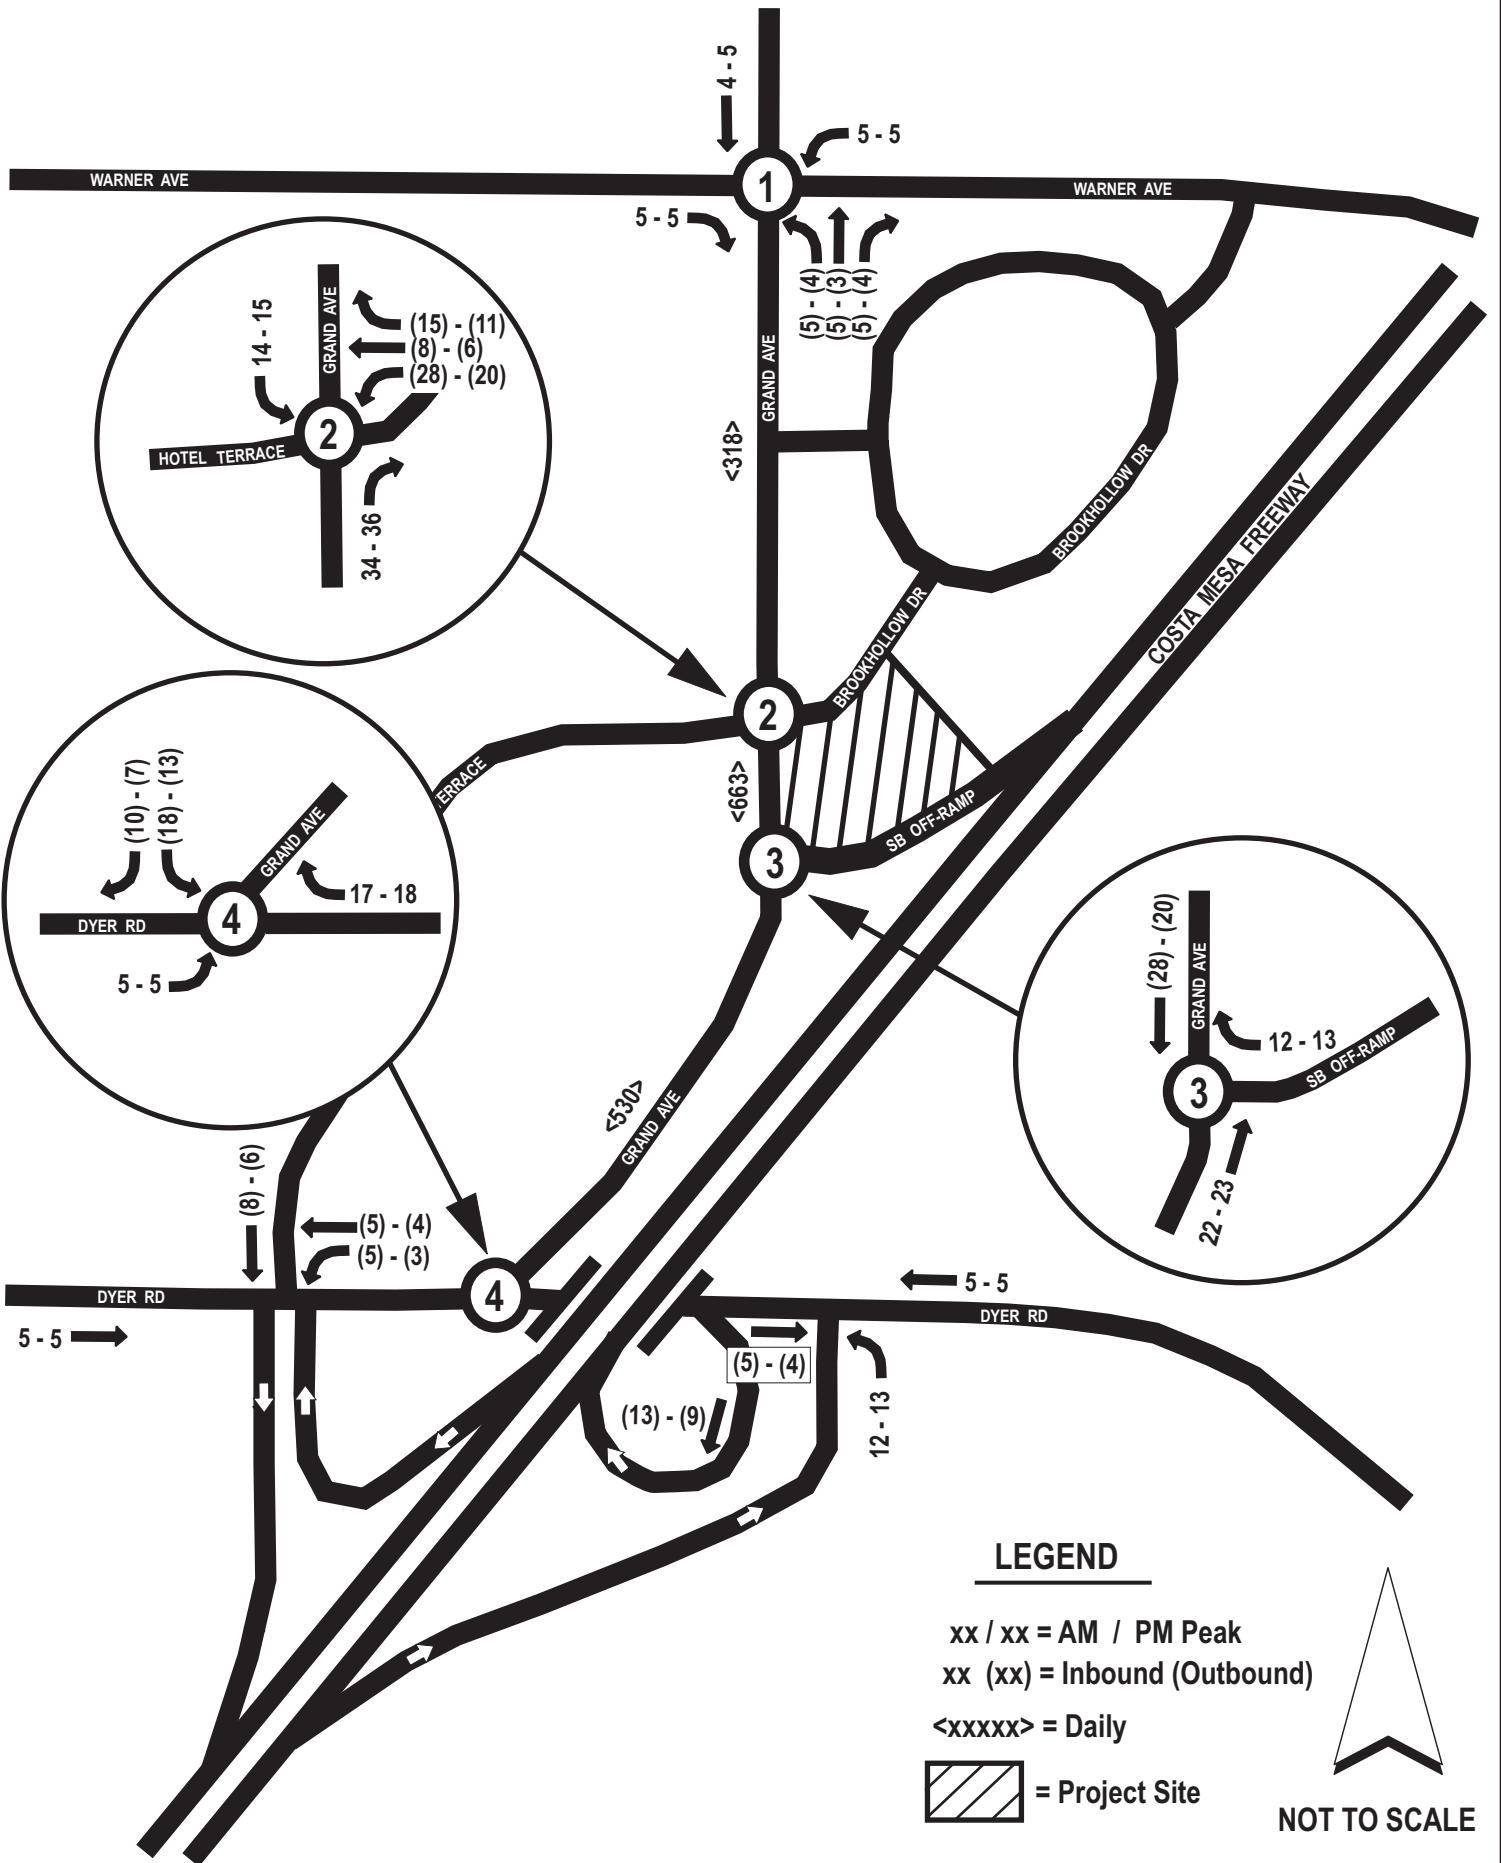 4 - 5
5 - 5
WARNER AVE
1
WARNER AVE
5 - 5
(5) - (4)
(5) - (3)
(5) - (4)
GRAND AVE
<318>
BROOKHOLLOW DR
BROOKHOLLOW DR
COSTA MESA FREEWAY
14 - 15
GRAND AVE
(15) - (11)
(8) - (6)
(28) - (20)
2
HOTEL TERRACE
34 - 36
2
ERRACE
<663>
SB OFF-RAMP
3
(10) - (7)
(18) - (13)
GRAND AVE
17 - 18
DYER RD
4
5 - 5
(28) - (20)
GRAND AVE
12 - 13
SB OFF-RAMP
3
22 - 23
<530>
GRAND AVE
(8) - (6)
(5) - (4)
(5) - (3)
DYER RD
4
5 - 5
5 - 5
DYER RD
(5) - (4)
(13) - (9)
12 - 13
LEGEND
xx / xx = AM / PM Peak
xx (xx) = Inbound (Outbound)
<xxxxx> = Daily
= Project Site
NOT TO SCALE